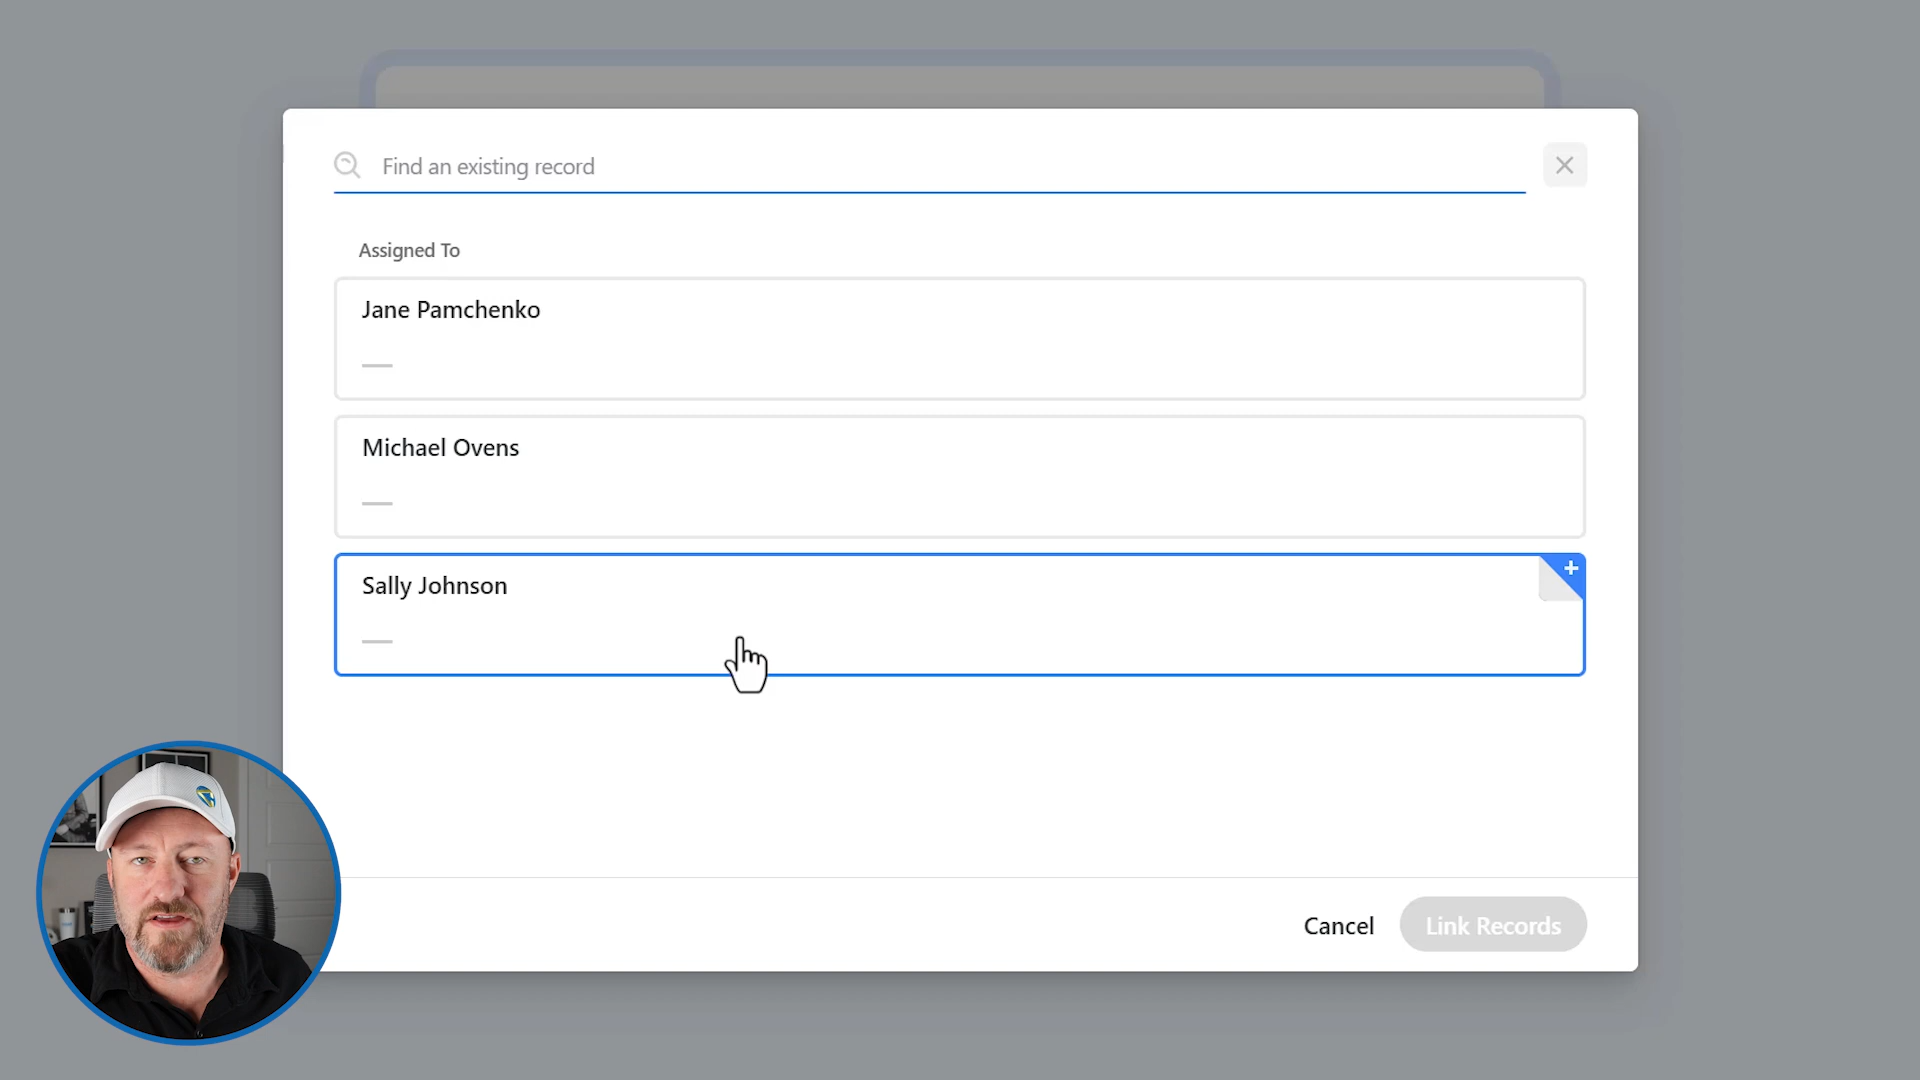 Find an existing record
Assigned To
Jane Pamchenko
Michael Ovens
Sally Johnson
Cancel
Link Records